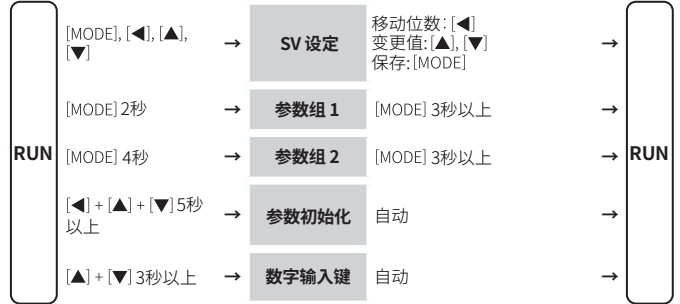 RUN
[MODE], [◀], [▲],
[▼]
→
SV 设定
移动位数: [◀]
变更值: [▲], [▼]
保存: [MODE]
→
[MODE] 2秒
→
参数组 1
[MODE] 3秒以上
→
[MODE] 4秒
→
参数组 2
[MODE] 3秒以上
→
[◀] + [▲] + [▼] 5秒
以上
→
参数初始化
自动
→
[▲] + [▼] 3秒以上
→
数字输入键
自动
→
RUN